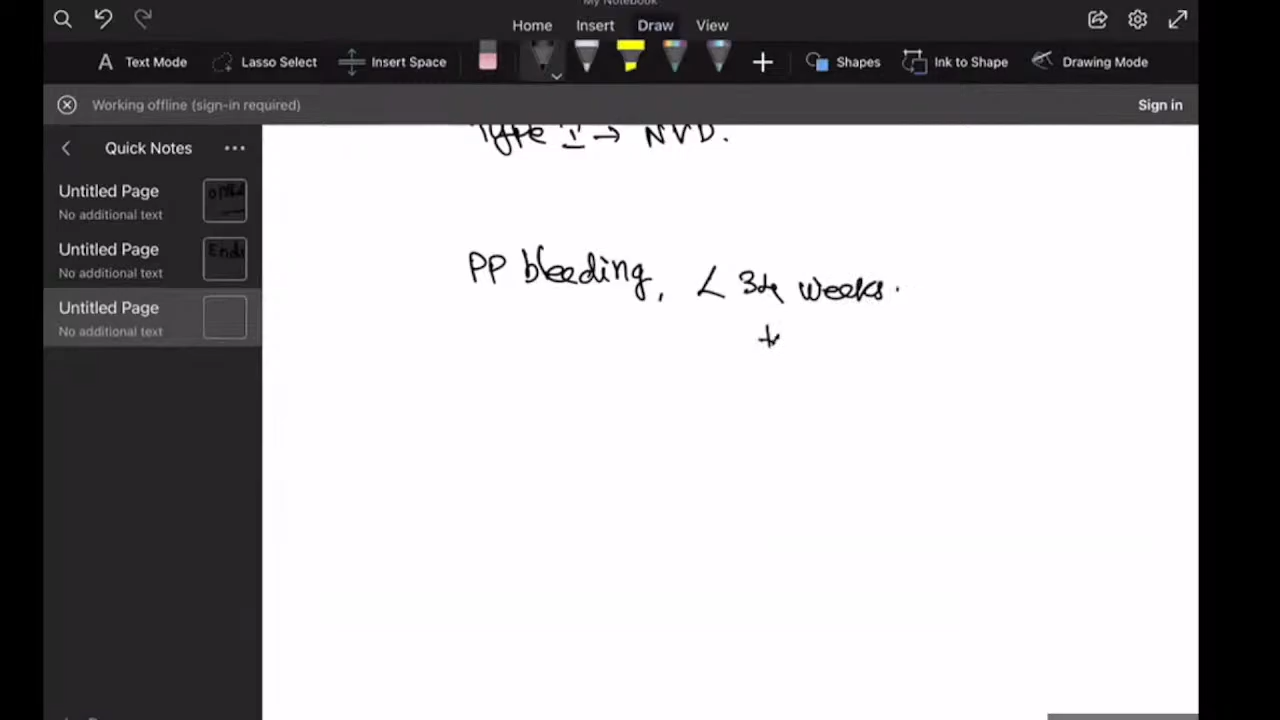 My Notebook
Home Insert Draw View
Text Mode Lasso Select Insert Space Shapes Ink to Shape Drawing Mode
Working offline (sign-in required) Sign in
Quick Notes
Untitled Page
No additional text
Untitled Page
No additional text
Untitled Page
No additional text
Type I → NVD.
PP bleeding, < 34 weeks.